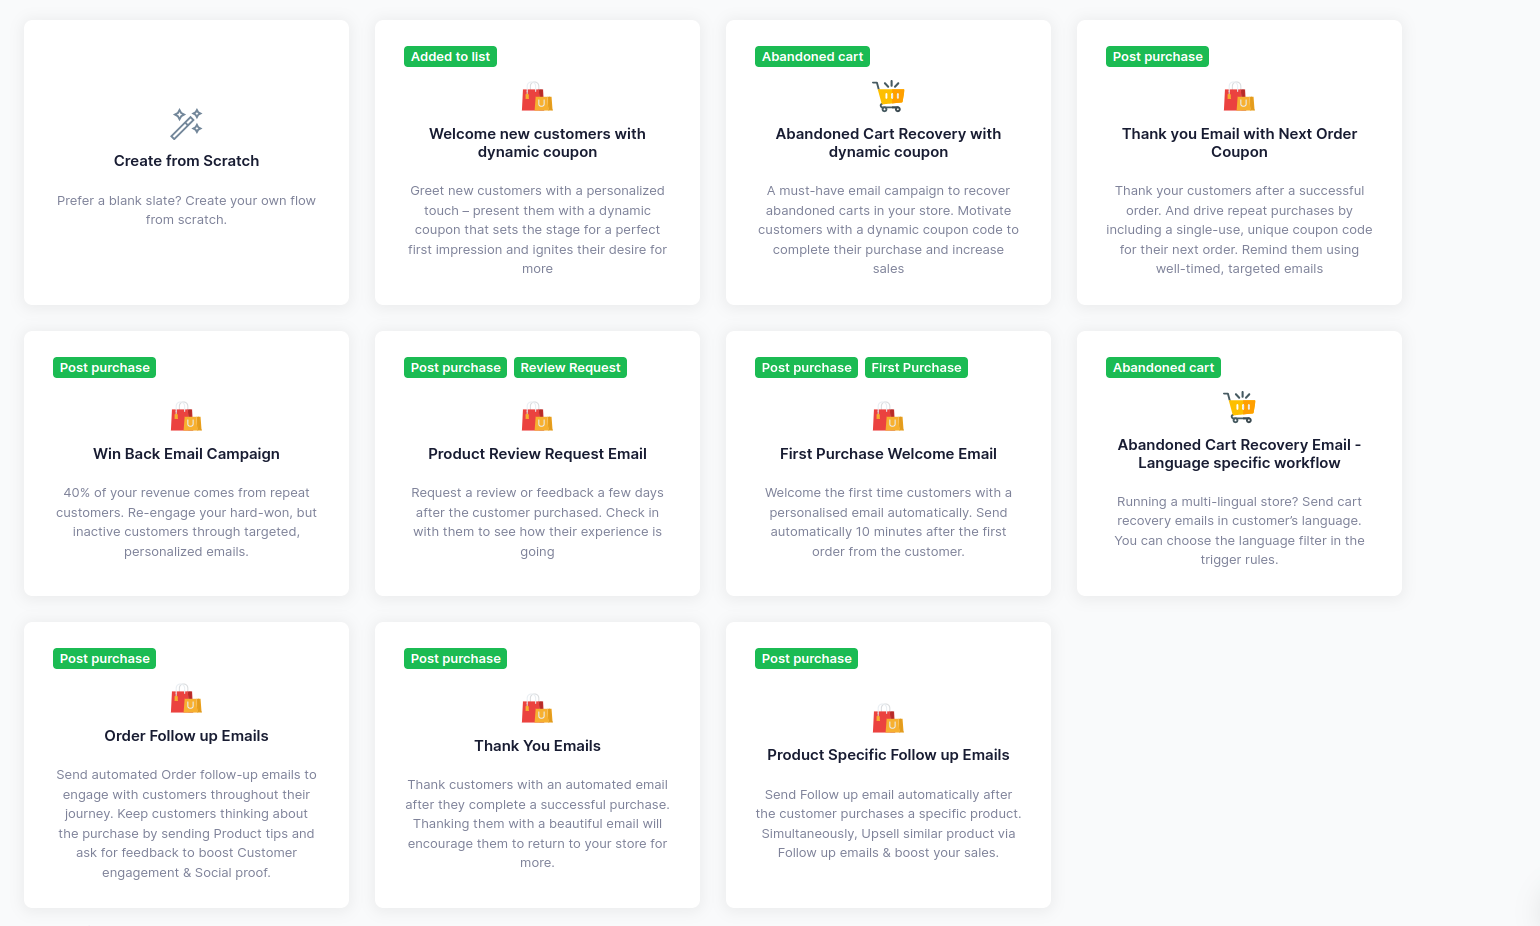 Create from Scratch
Prefer a blank slate? Create your own flow
from scratch.
Added to list
Welcome new customers with
dynamic coupon
Greet new customers with a personalized
touch – present them with a dynamic
coupon that sets the stage for a perfect
first impression and ignites their desire for
more
Abandoned cart
Abandoned Cart Recovery with
dynamic coupon
A must-have email campaign to recover
abandoned carts in your store. Motivate
customers with a dynamic coupon code to
complete their purchase and increase
sales
Post purchase
Thank you Email with Next Order
Coupon
Thank your customers after a successful
order. And drive repeat purchases by
including a single-use, unique coupon code
for their next order. Remind them using
well-timed, targeted emails
Post purchase
Win Back Email Campaign
40% of your revenue comes from repeat
customers. Re-engage your hard-won, but
inactive customers through targeted,
personalized emails.
Post purchase Review Request
Product Review Request Email
Request a review or feedback a few days
after the customer purchased. Check in
with them to see how their experience is
going
Post purchase First Purchase
First Purchase Welcome Email
Welcome the first time customers with a
personalised email automatically. Send
automatically 10 minutes after the first
order from the customer.
Abandoned cart
Abandoned Cart Recovery Email -
Language specific workflow
Running a multi-lingual store? Send cart
recovery emails in customer’s language.
You can choose the language filter in the
trigger rules.
Post purchase
Order Follow up Emails
Send automated Order follow-up emails to
engage with customers throughout their
journey. Keep customers thinking about
the purchase by sending Product tips and
ask for feedback to boost Customer
engagement & Social proof.
Post purchase
Thank You Emails
Thank customers with an automated email
after they complete a successful purchase.
Thanking them with a beautiful email will
encourage them to return to your store for
more.
Post purchase
Product Specific Follow up Emails
Send Follow up email automatically after
the customer purchases a specific product.
Simultaneously, Upsell similar product via
Follow up emails & boost your sales.